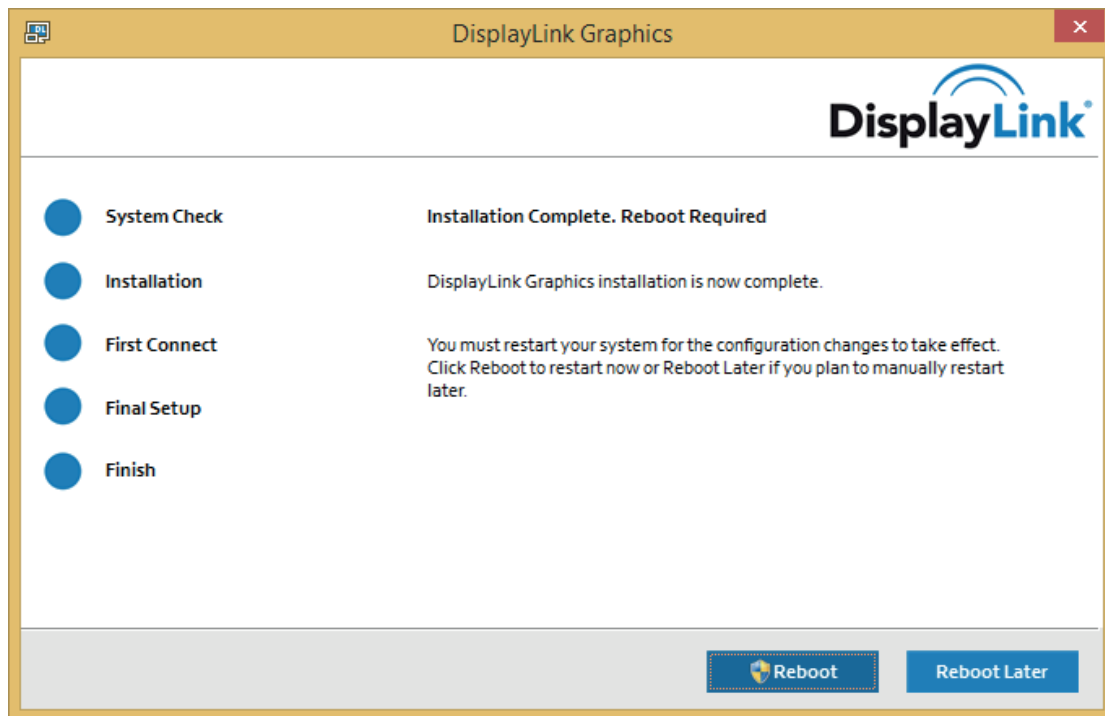 DisplayLink Graphics
DisplayLink
System Check
Installation
First Connect
Final Setup
Finish
Installation Complete. Reboot Required
DisplayLink Graphics installation is now complete.
You must restart your system for the configuration changes to take effect.
Click Reboot to restart now or Reboot Later if you plan to manually restart
later.
Reboot
Reboot Later